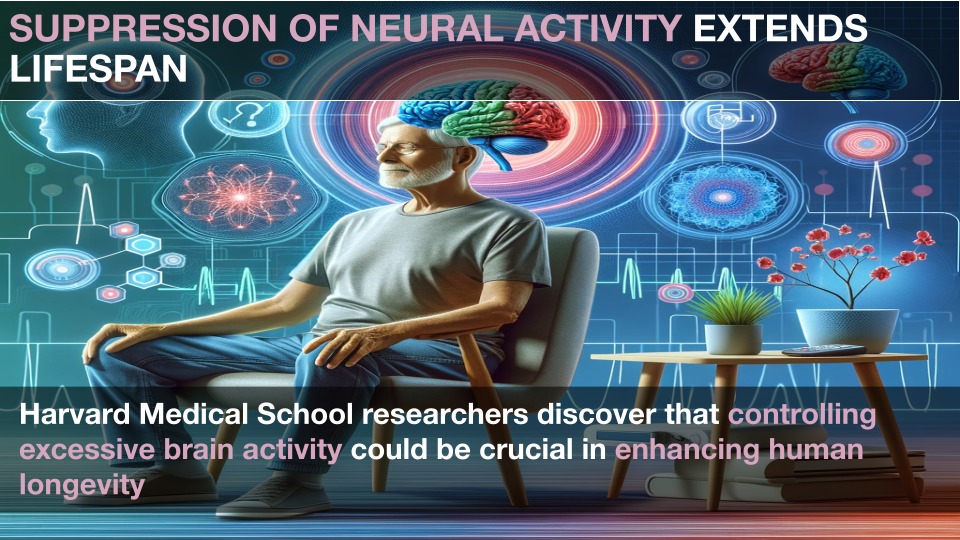 SUPPRESSION OF NEURAL ACTIVITY EXTENDS
LIFESPAN
Harvard Medical School researchers discover that controlling
excessive brain activity could be crucial in enhancing human
longevity